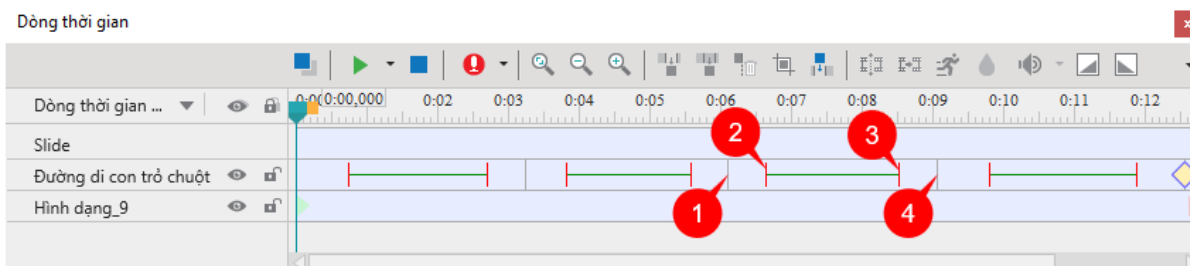 Dòng thời gian
Dòng thời gian ...
0:00,000 0:02 0:03 0:04 0:05 0:06 0:07 0:08 0:09 0:10 0:11 0:12
Slide
2 3
Đường di con trỏ chuột
1 4
Hình dạng_9